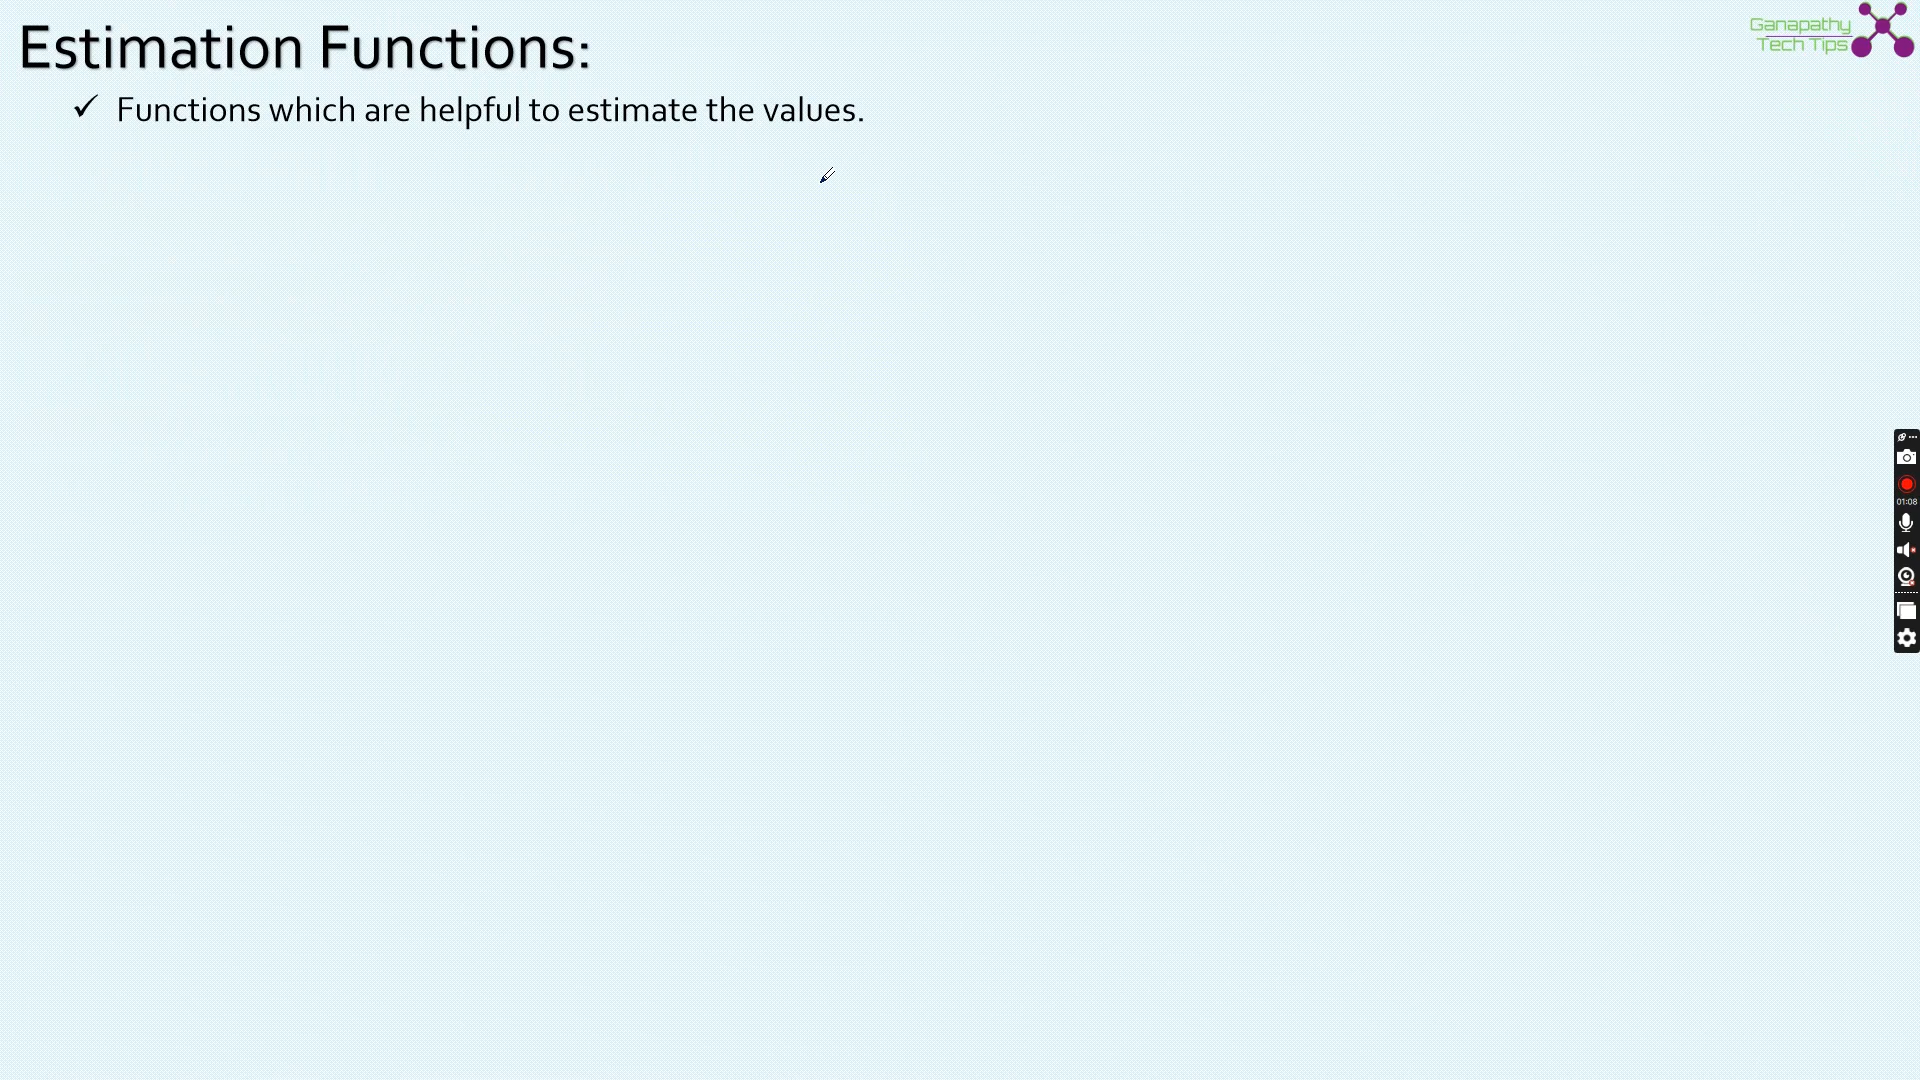 Estimation Functions:
Ganapathy
Tech Tips
✓ Functions which are helpful to estimate the values.
01:08